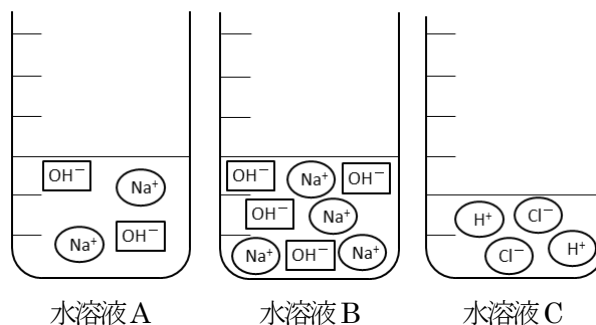 OH⁻ Na⁺
Na⁺ OH⁻
OH⁻ Na⁺ OH⁻
OH⁻ Na⁺
Na⁺ OH⁻ Na⁺
H⁺ Cl⁻
Cl⁻ H⁺
水溶液A 水溶液B 水溶液C